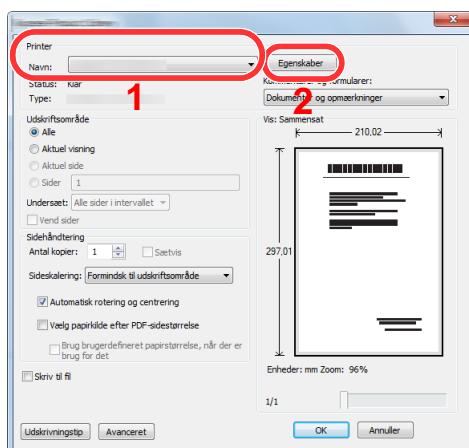 Printer
Navn:
Egenskaber
1
2
Status: Klar
Kommentarer og formularer:
Type:
Dokumenter og opmærkninger
Udskriftsområde
Vis: Sammensat
Alle
210,02
Aktuel visning
Aktuel side
Sider 1
Undersæt: Alle sider i intervallet
Vend sider
Sidehåndtering
Antal kopier: 1 Sætvis
297,01
Sideskalering: Formindsk til udskriftsområde
Automatisk rotering og centrering
Vælg papirkilde efter PDF-sidestørrelse
Brug brugerdefineret papirstørrelse, når der er
brug for det
Enheder: mm Zoom: 96%
Skriv til fil
1/1
Udskrivningstip Avanceret OK Annuller